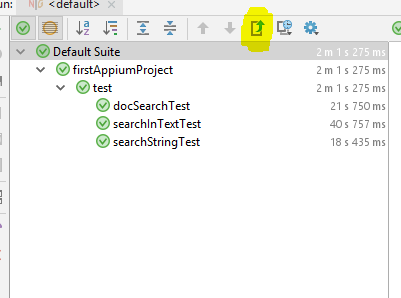 un: NG <default>
Default Suite 2 m 1 s 275 ms
firstAppiumProject 2 m 1 s 275 ms
test 2 m 1 s 275 ms
docSearchTest 21 s 750 ms
searchInTextTest 40 s 757 ms
searchStringTest 18 s 435 ms